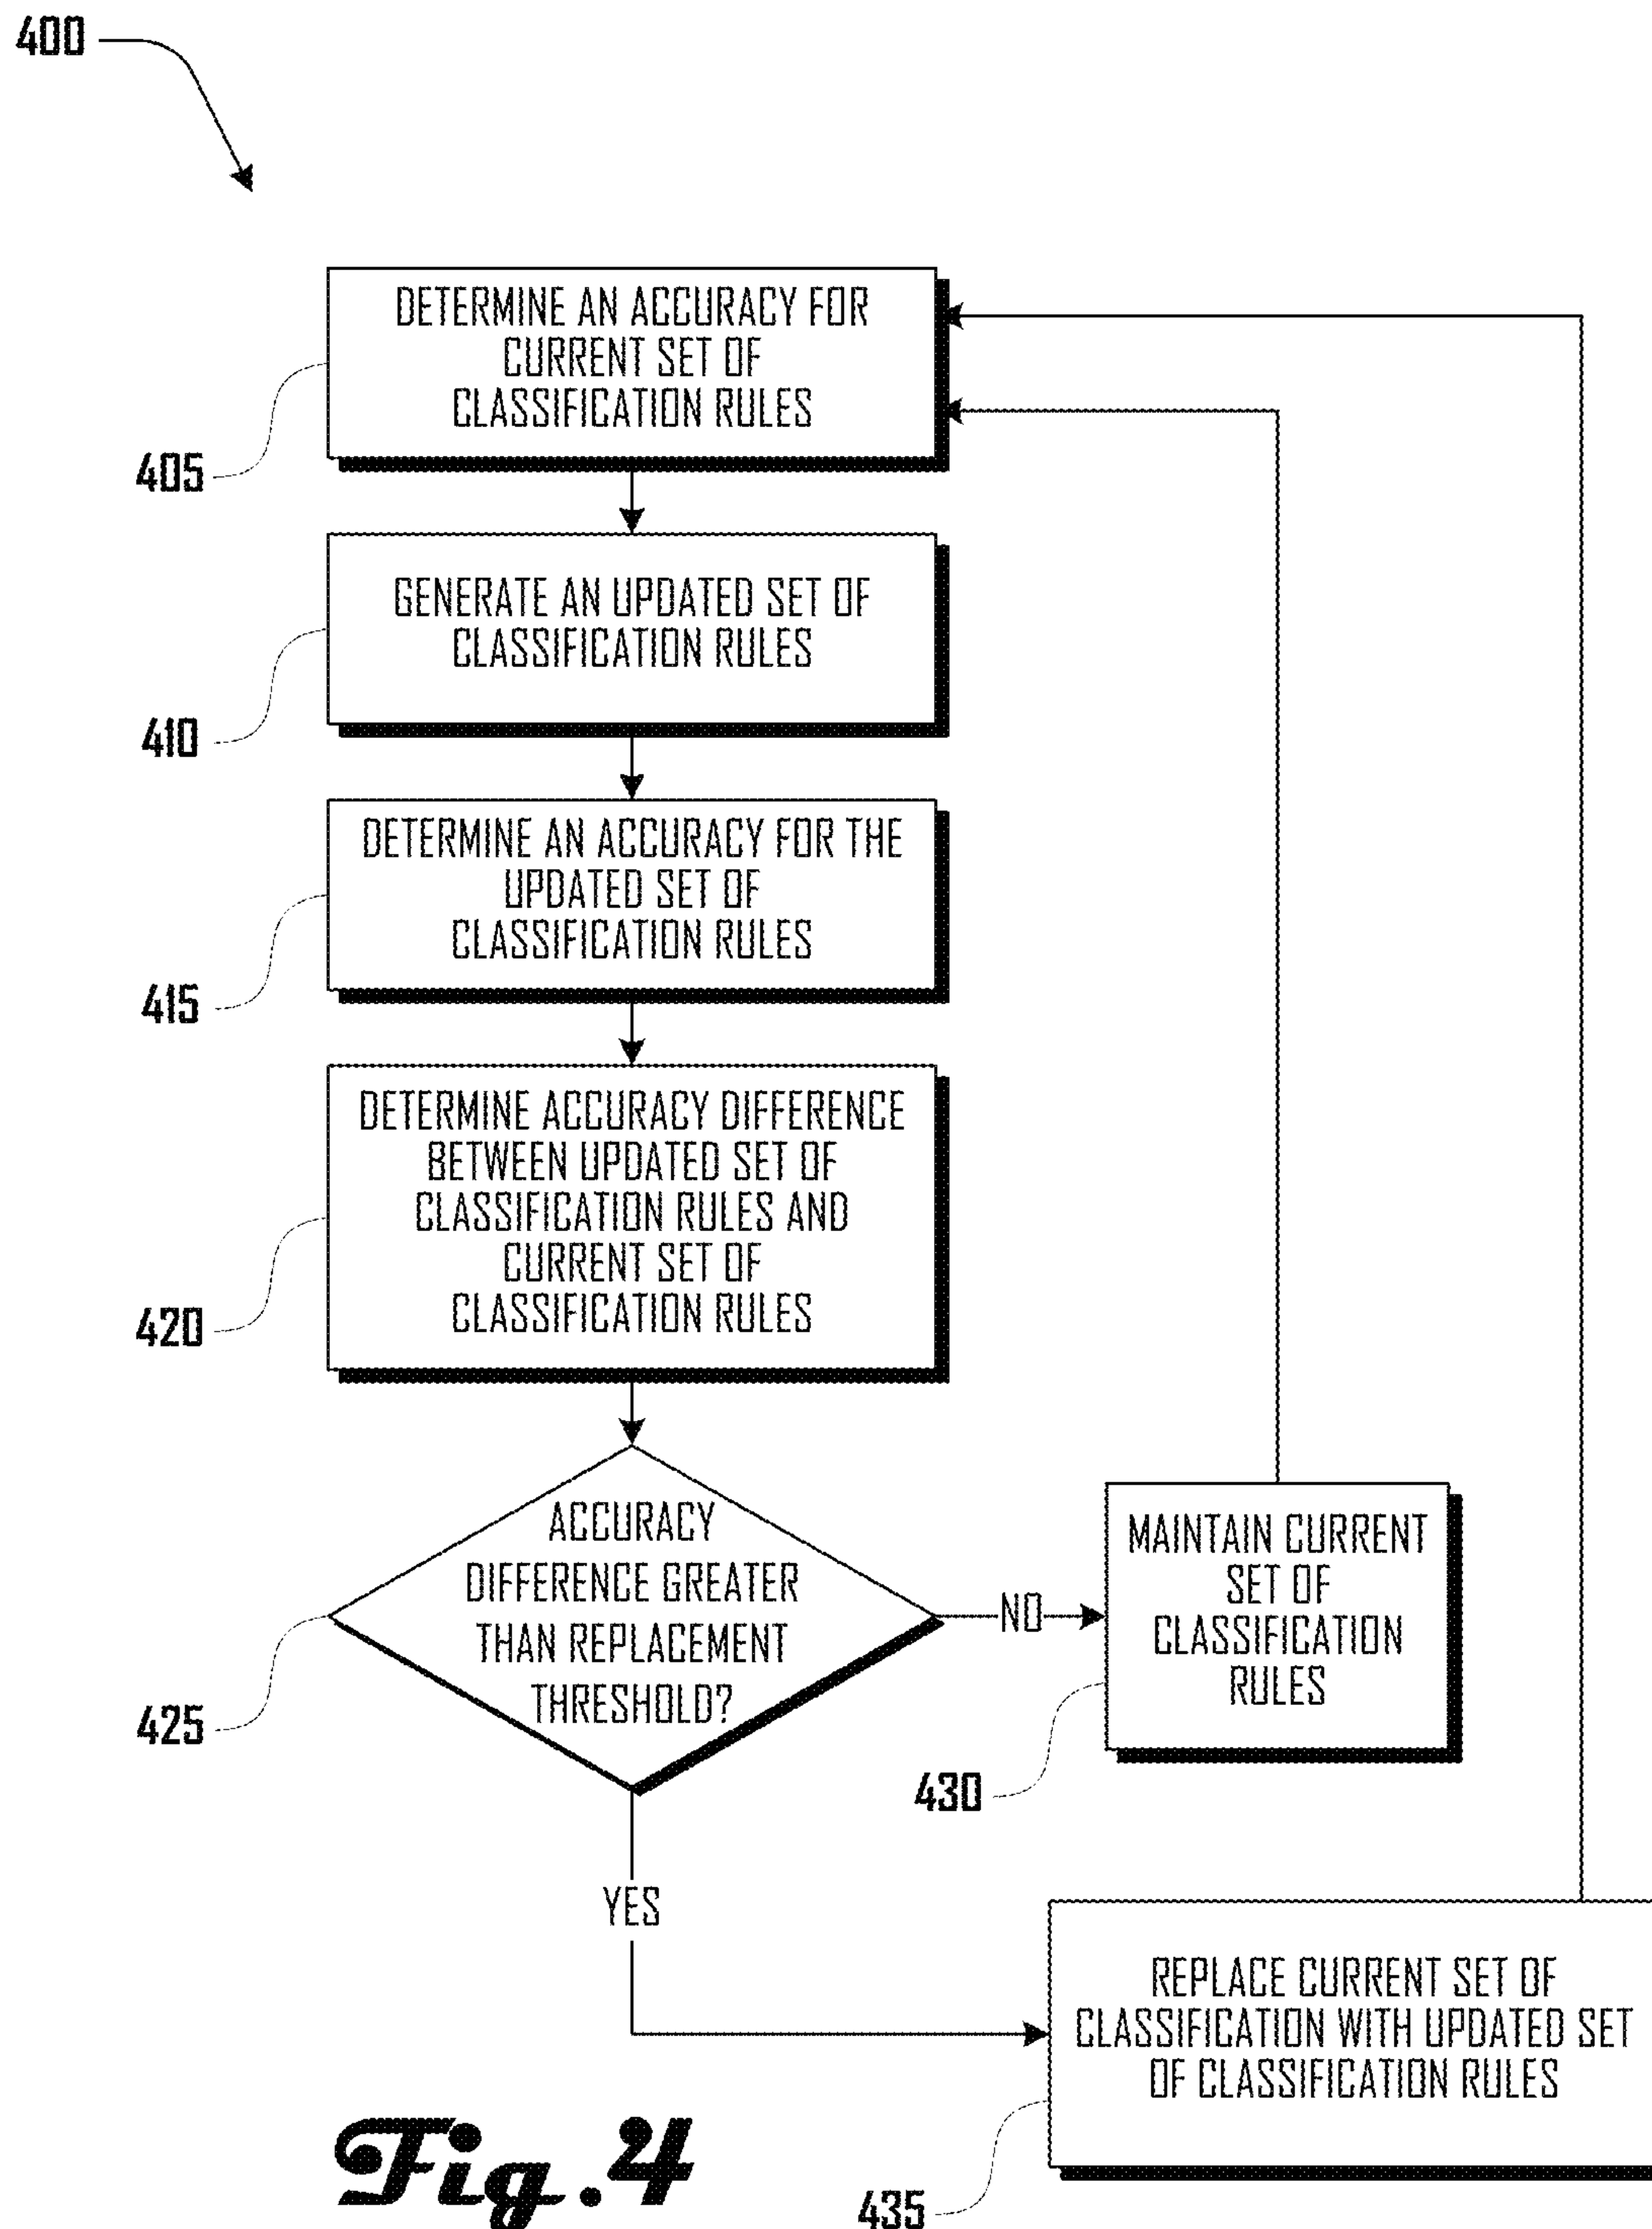 400
DETERMINE AN ACCURACY FOR
CURRENT SET OF
CLASSIFICATION RULES
405
GENERATE AN UPDATED SET OF
CLASSIFICATION RULES
410
DETERMINE AN ACCURACY FOR THE
UPDATED SET OF
CLASSIFICATION RULES
415
DETERMINE ACCURACY DIFFERENCE
BETWEEN UPDATED SET OF
CLASSIFICATION RULES AND
CURRENT SET OF
CLASSIFICATION RULES
420
ACCURACY
DIFFERENCE GREATER
THAN REPLACEMENT
THRESHOLD?
425
NO
MAINTAIN CURRENT
SET OF
CLASSIFICATION
RULES
430
YES
REPLACE CURRENT SET OF
CLASSIFICATION WITH UPDATED SET
OF CLASSIFICATION RULES
435
Fig.4